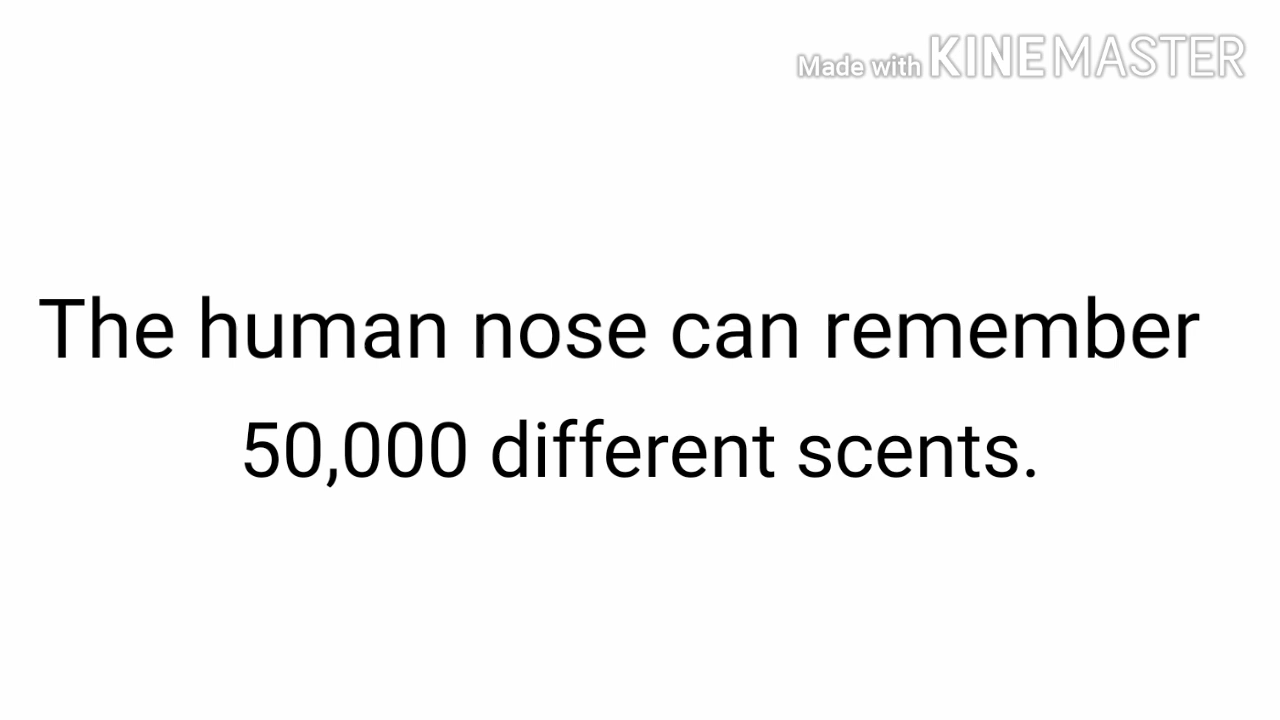 Made with KINEMASTER
The human nose can remember
50,000 different scents.